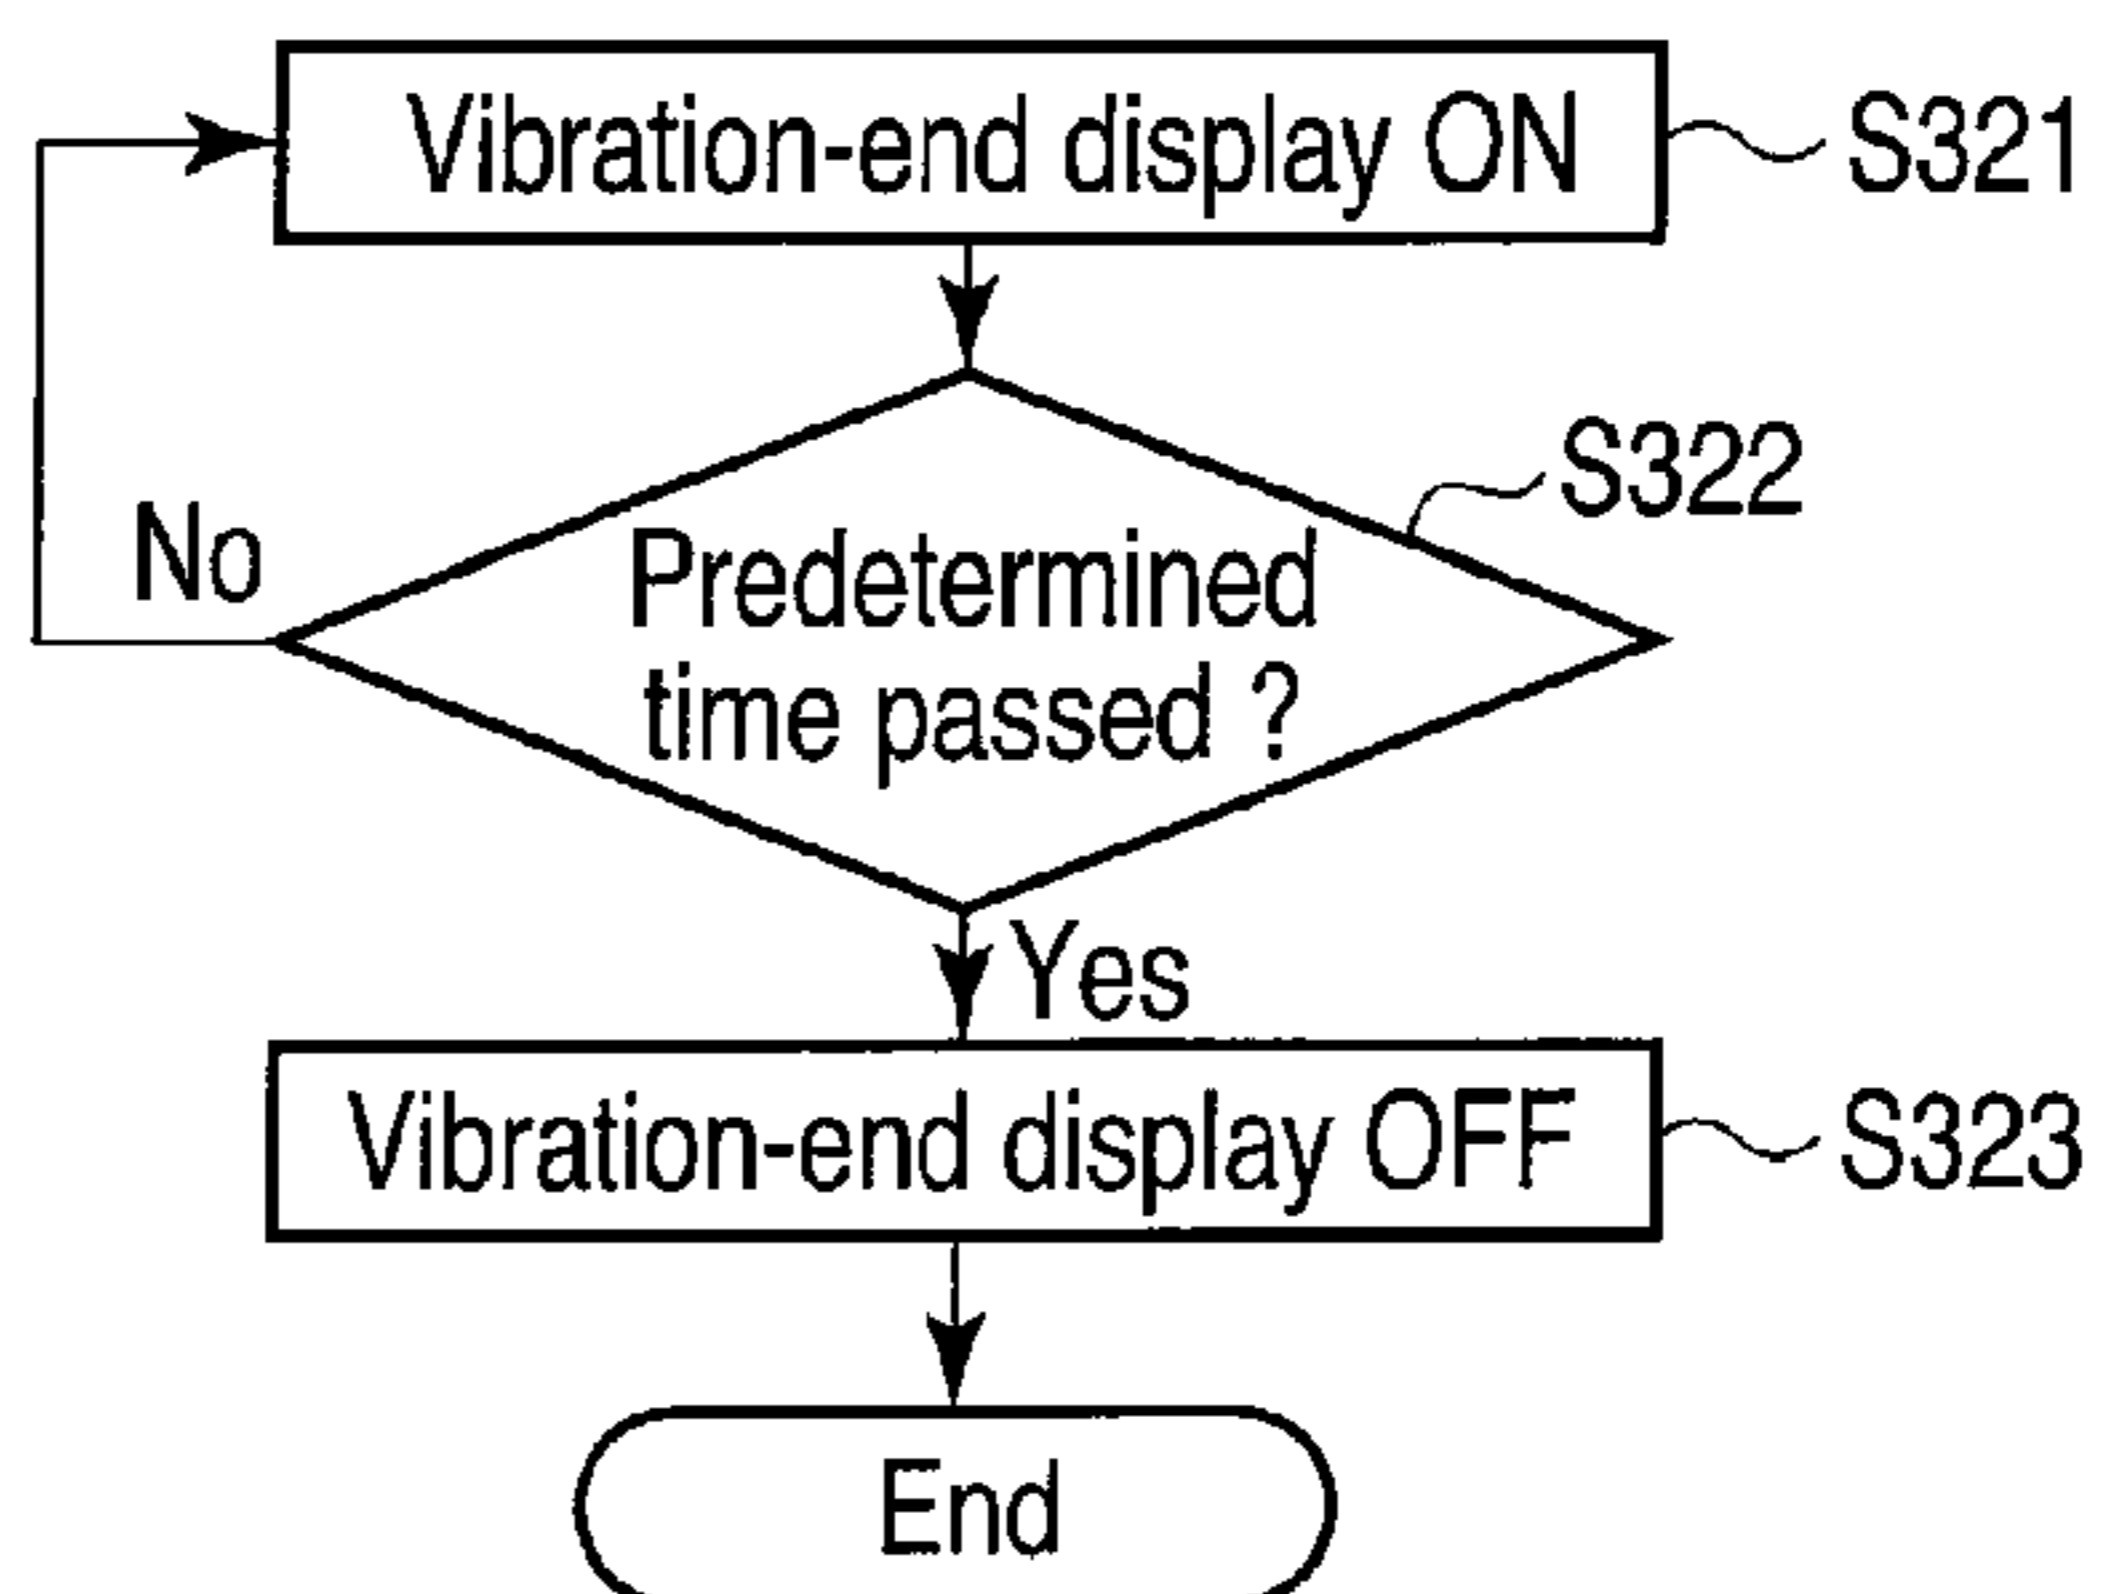 Vibration-end display ON
S321
S322
No
Predetermined
time passed ?
Yes
Vibration-end display OFF
S323
End